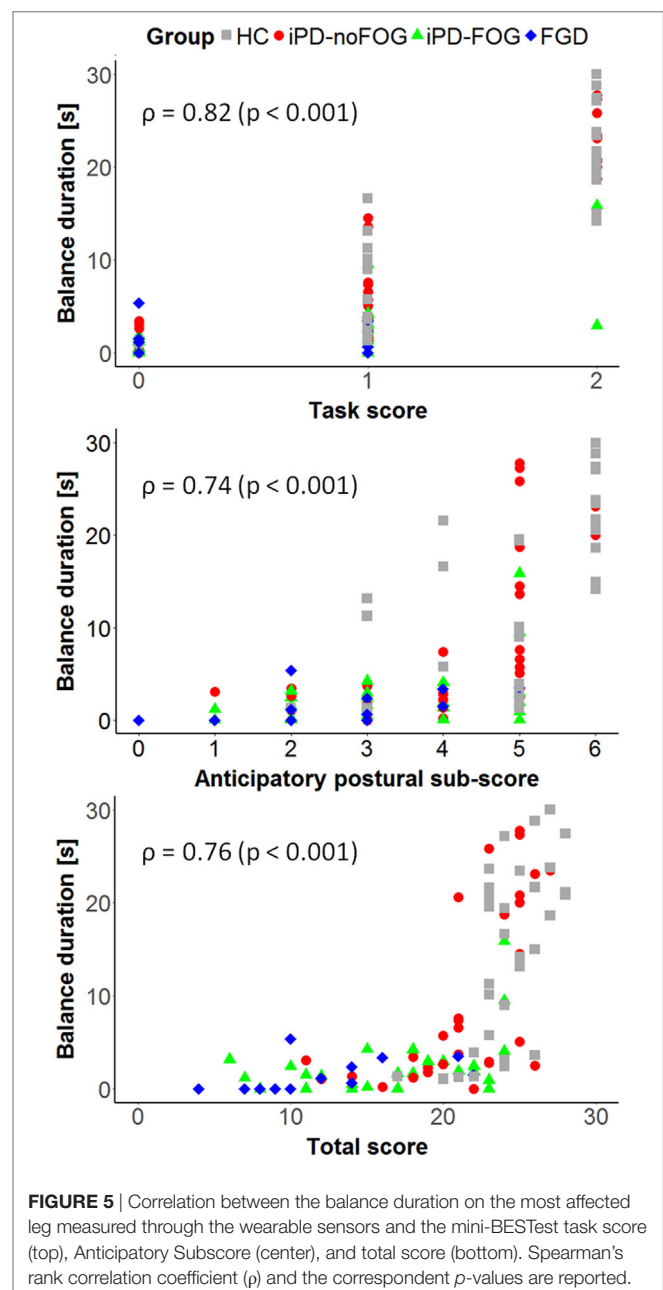 Group HC iPD-noFOG iPD-FOG FGD
Balance duration [s]
30
20
10
0
ρ = 0.82 (p < 0.001)
0 1 2
Task score
Balance duration [s]
30
20
10
0
ρ = 0.74 (p < 0.001)
0 1 2 3 4 5 6
Anticipatory postural sub-score
Balance duration [s]
30
20
10
0
ρ = 0.76 (p < 0.001)
0 10 20 30
Total score
FIGURE 5 | Correlation between the balance duration on the most affected
leg measured through the wearable sensors and the mini-BESTest task score
(top), Anticipatory Subscore (center), and total score (bottom). Spearman's
rank correlation coefficient (ρ) and the correspondent p-values are reported.